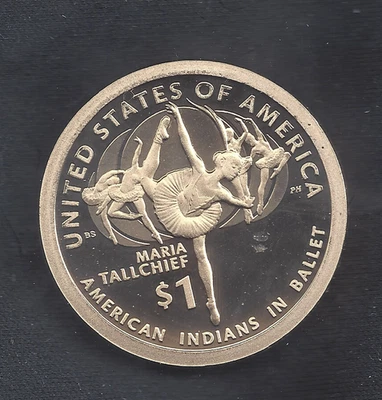 UNITED STATES OF AMERICA
BS
PH
MARIA
TALLCHIEF
$1
AMERICAN INDIANS IN BALLET